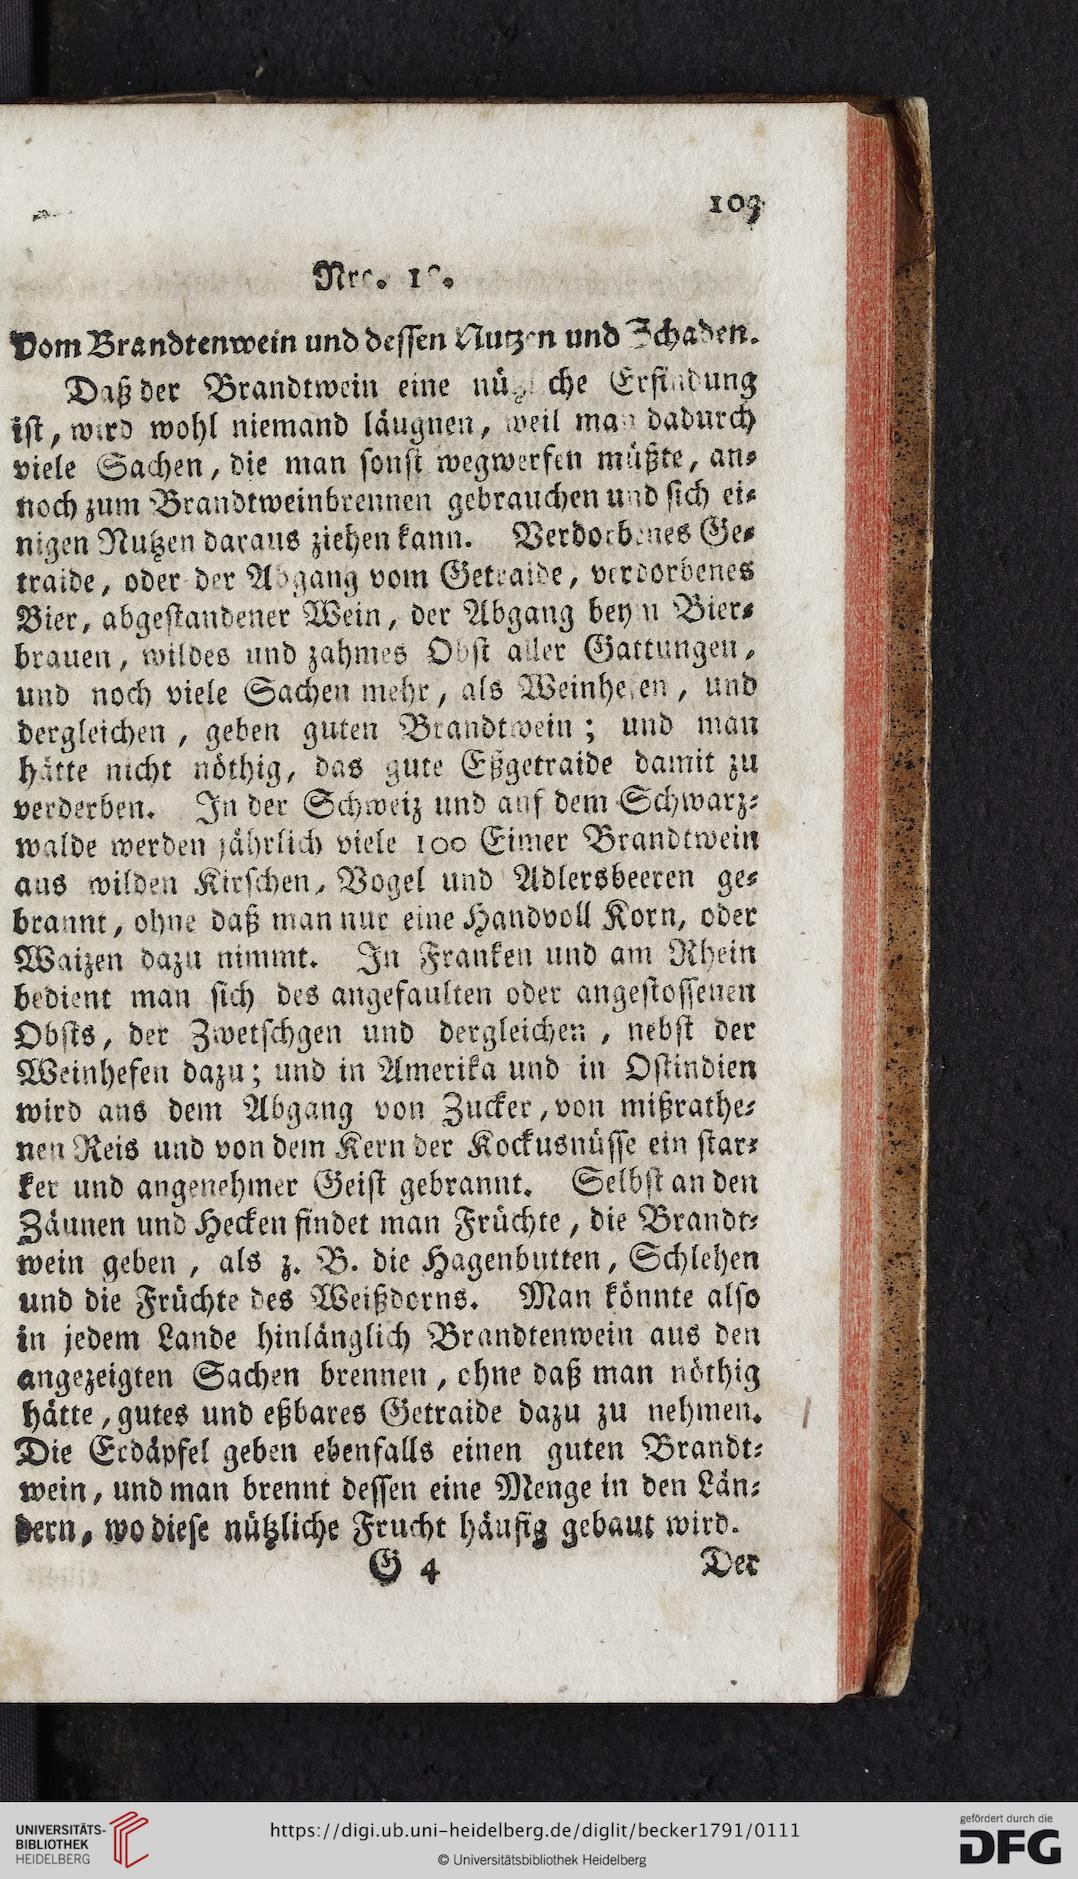 103
Nro. 10.
Vom Brandtenwein und dessen Nutzen und Schaden.
Daß der Brandtwein eine nützliche Erfindung
ist, wird wohl niemand läugnen, weil man dadurch
viele Sachen, die man sonst wegwerfen müßte, an-
noch zum Brandtweinbrennen gebrauchen und sich ei-
nigen Nutzen daraus ziehen kann. Verdorbenes Ge-
traide, oder der Abgang vom Getraide, verdorbenes
Bier, abgestandener Wein, der Abgang beym Bier-
brauen, wildes und zahmes Obst aller Gattungen,
und noch viele Sachen mehr, als Weinhefen, und
dergleichen, geben guten Brandtwein; und man
hätte nicht nöthig, das gute Eßgetraide damit zu
verderben. In der Schweiz und auf dem Schwarz-
walde werden jährlich viele 100 Eimer Brandtwein
aus wilden Kirschen, Vogel und Adlersbeeren ge-
brannt, ohne daß man nur eine Handvoll Korn, oder
Waizen dazu nimmt. In Franken und am Rhein
bedient man sich des angefaulten oder angestossenen
Obsts, der Zwetschgen und dergleichen, nebst der
Weinhefen dazu; und in Amerika und in Ostindien
wird aus dem Abgang von Zucker, von mißrathe-
nen Reis und von dem Kern der Kockusnüsse ein star-
ker und angenehmer Geist gebrannt. Selbst an den
Zäunen und Hecken findet man Früchte, die Brandt-
wein geben, als z. B. die Hagenbutten, Schlehen
und die Früchte des Weißdorns. Man könnte also
in jedem Lande hinlänglich Brandtenwein aus den
angezeigten Sachen brennen, ohne daß man nöthig
hätte, gutes und eßbares Getraide dazu zu nehmen.
Die Erdäpfel geben ebenfalls einen guten Brandt-
wein, und man brennt dessen eine Menge in den Län-
dern, wo diese nützliche Frucht häufig gebaut wird.
G 4 Der
UNIVERSITÄTS-
BIBLIOTHEK
HEIDELBERG
https://digi.ub.uni-heidelberg.de/diglit/becker1791/0111
© Universitätsbibliothek Heidelberg
gefördert durch die
DFG